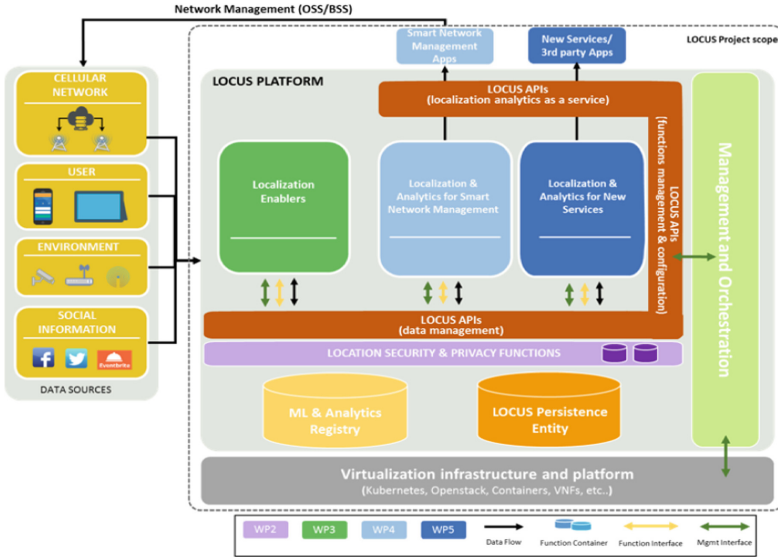 Network Management (OSS/BSS)
Smart Network
Management
Apps
New Services/
3rd party Apps
LOCUS Project scope
CELLULAR
NETWORK
USER
ENVIRONMENT
SOCIAL
INFORMATION
Eventbrite
DATA SOURCES
LOCUS PLATFORM
LOCUS APIs
(localization analytics as a service)
Localization
Enablers
Localization &
Analytics for Smart
Network Management
Localization &
Analytics for New
Services
LOCUS APIs
(functions management & configuration)
Management and Orchestration
LOCUS APIs
(data management)
LOCATION SECURITY & PRIVACY FUNCTIONS
ML & Analytics
Registry
LOCUS Persistence
Entity
Virtualization infrastructure and platform
(Kubernetes, Openstack, Containers, VNFs, etc..)
WP2
WP3
WP4
WP5
Data Flow
Function Container
Function Interface
Mgmt Interface